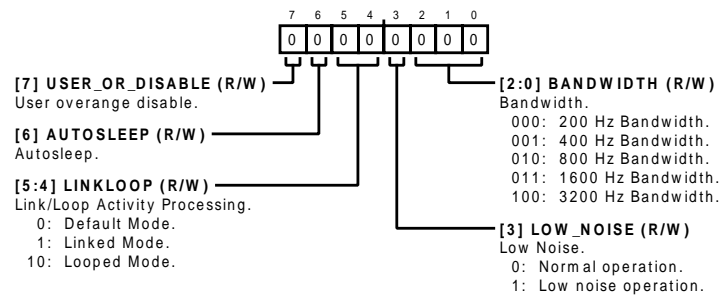 7 6 5 4 3 2 1 0
0 0 0 0 0 0 0 0
[7] USER_OR_DISABLE (R/W)
User overange disable.
[6] AUTOSLEEP (R/W)
Autosleep.
[5:4] LINKLOOP (R/W)
Link/Loop Activity Processing.
0: Default Mode.
1: Linked Mode.
10: Looped Mode.
[2:0] BANDWIDTH (R/W)
Bandwidth.
000: 200 Hz Bandwidth.
001: 400 Hz Bandwidth.
010: 800 Hz Bandwidth.
011: 1600 Hz Bandwidth.
100: 3200 Hz Bandwidth.
[3] LOW_NOISE (R/W)
Low Noise.
0: Normal operation.
1: Low noise operation.